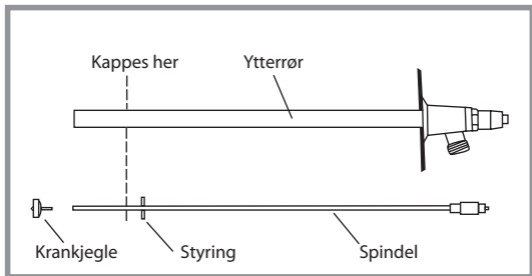 Kappes her
Ytterrør
Krankjegle
Styring
Spindel